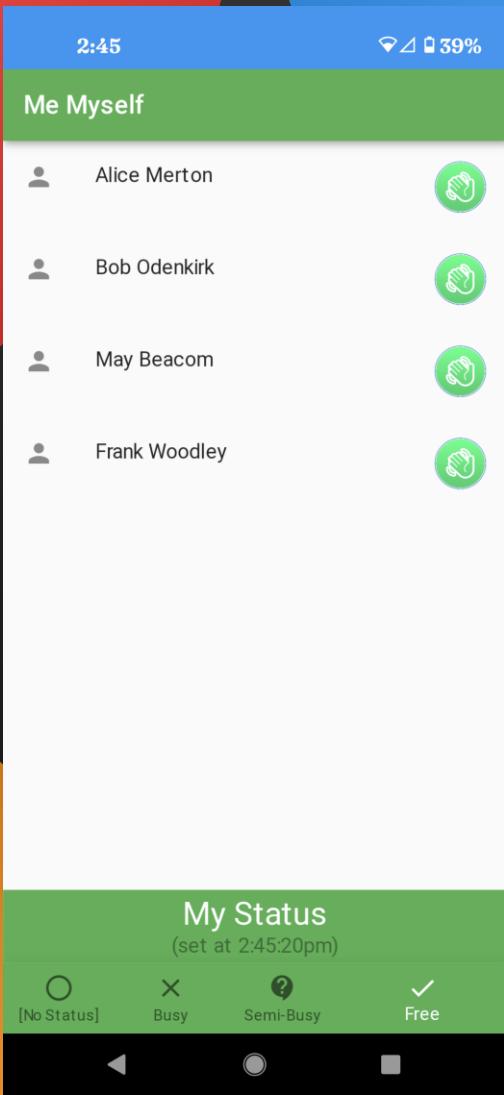 2:45 39%
Me Myself
Alice Merton
Bob Odenkirk
May Beacom
Frank Woodley
My Status
(set at 2:45:20pm)
[No Status] Busy Semi-Busy Free